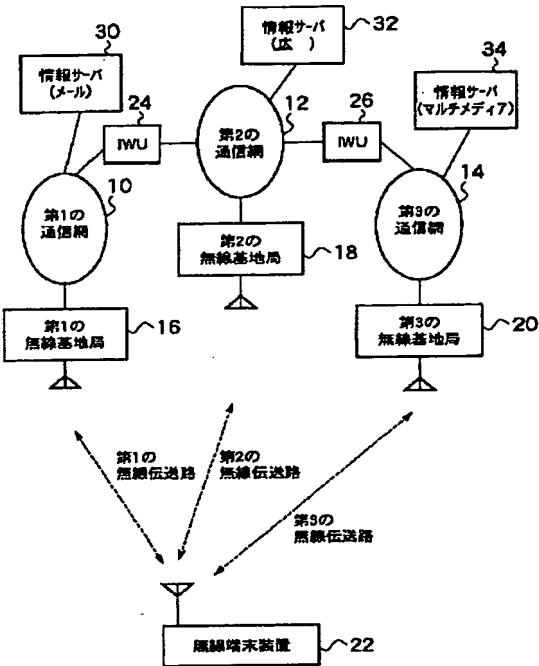 30
情報サーバ
(メール)
24
IWU
情報サーバ
(広 )
32
12
第2の
通信網
26
IWU
34
情報サーバ
(マルチメディア)
10
第1の
通信網
14
第3の
通信網
第2の
無線基地局
18
第1の
無線基地局
16
第3の
無線基地局
20
第1の
無線伝送路
第2の
無線伝送路
第3の
無線伝送路
無線端末装置
22